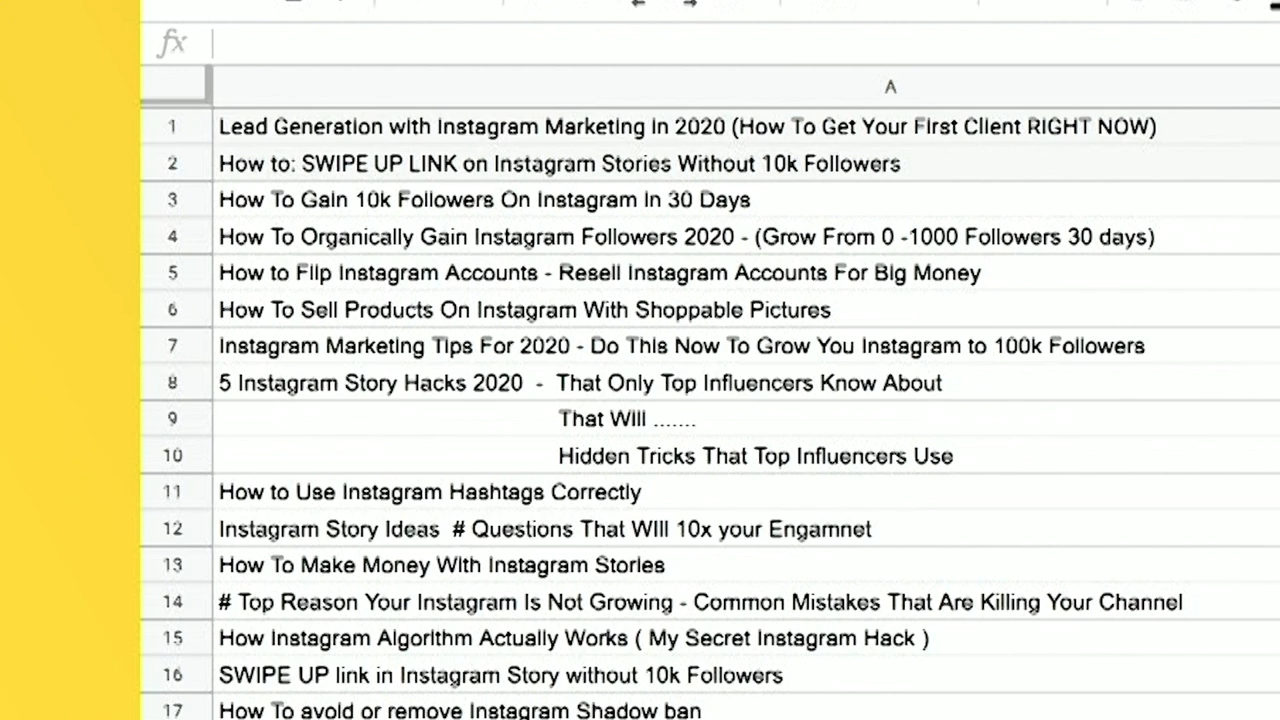 fx
A
1 Lead Generation with Instagram Marketing in 2020 (How To Get Your First Client RIGHT NOW)
2 How to: SWIPE UP LINK on Instagram Stories Without 10k Followers
3 How To Gain 10k Followers On Instagram In 30 Days
4 How To Organically Gain Instagram Followers 2020 - (Grow From 0 -1000 Followers 30 days)
5 How to Flip Instagram Accounts - Resell Instagram Accounts For Big Money
6 How To Sell Products On Instagram With Shoppable Pictures
7 Instagram Marketing Tips For 2020 - Do This Now To Grow You Instagram to 100k Followers
8 5 Instagram Story Hacks 2020 - That Only Top Influencers Know About
9 That Will .......
10 Hidden Tricks That Top Influencers Use
11 How to Use Instagram Hashtags Correctly
12 Instagram Story Ideas # Questions That Will 10x your Engamnet
13 How To Make Money With Instagram Stories
14 # Top Reason Your Instagram Is Not Growing - Common Mistakes That Are Killing Your Channel
15 How Instagram Algorithm Actually Works ( My Secret Instagram Hack )
16 SWIPE UP link in Instagram Story without 10k Followers
17 How To avoid or remove Instagram Shadow ban